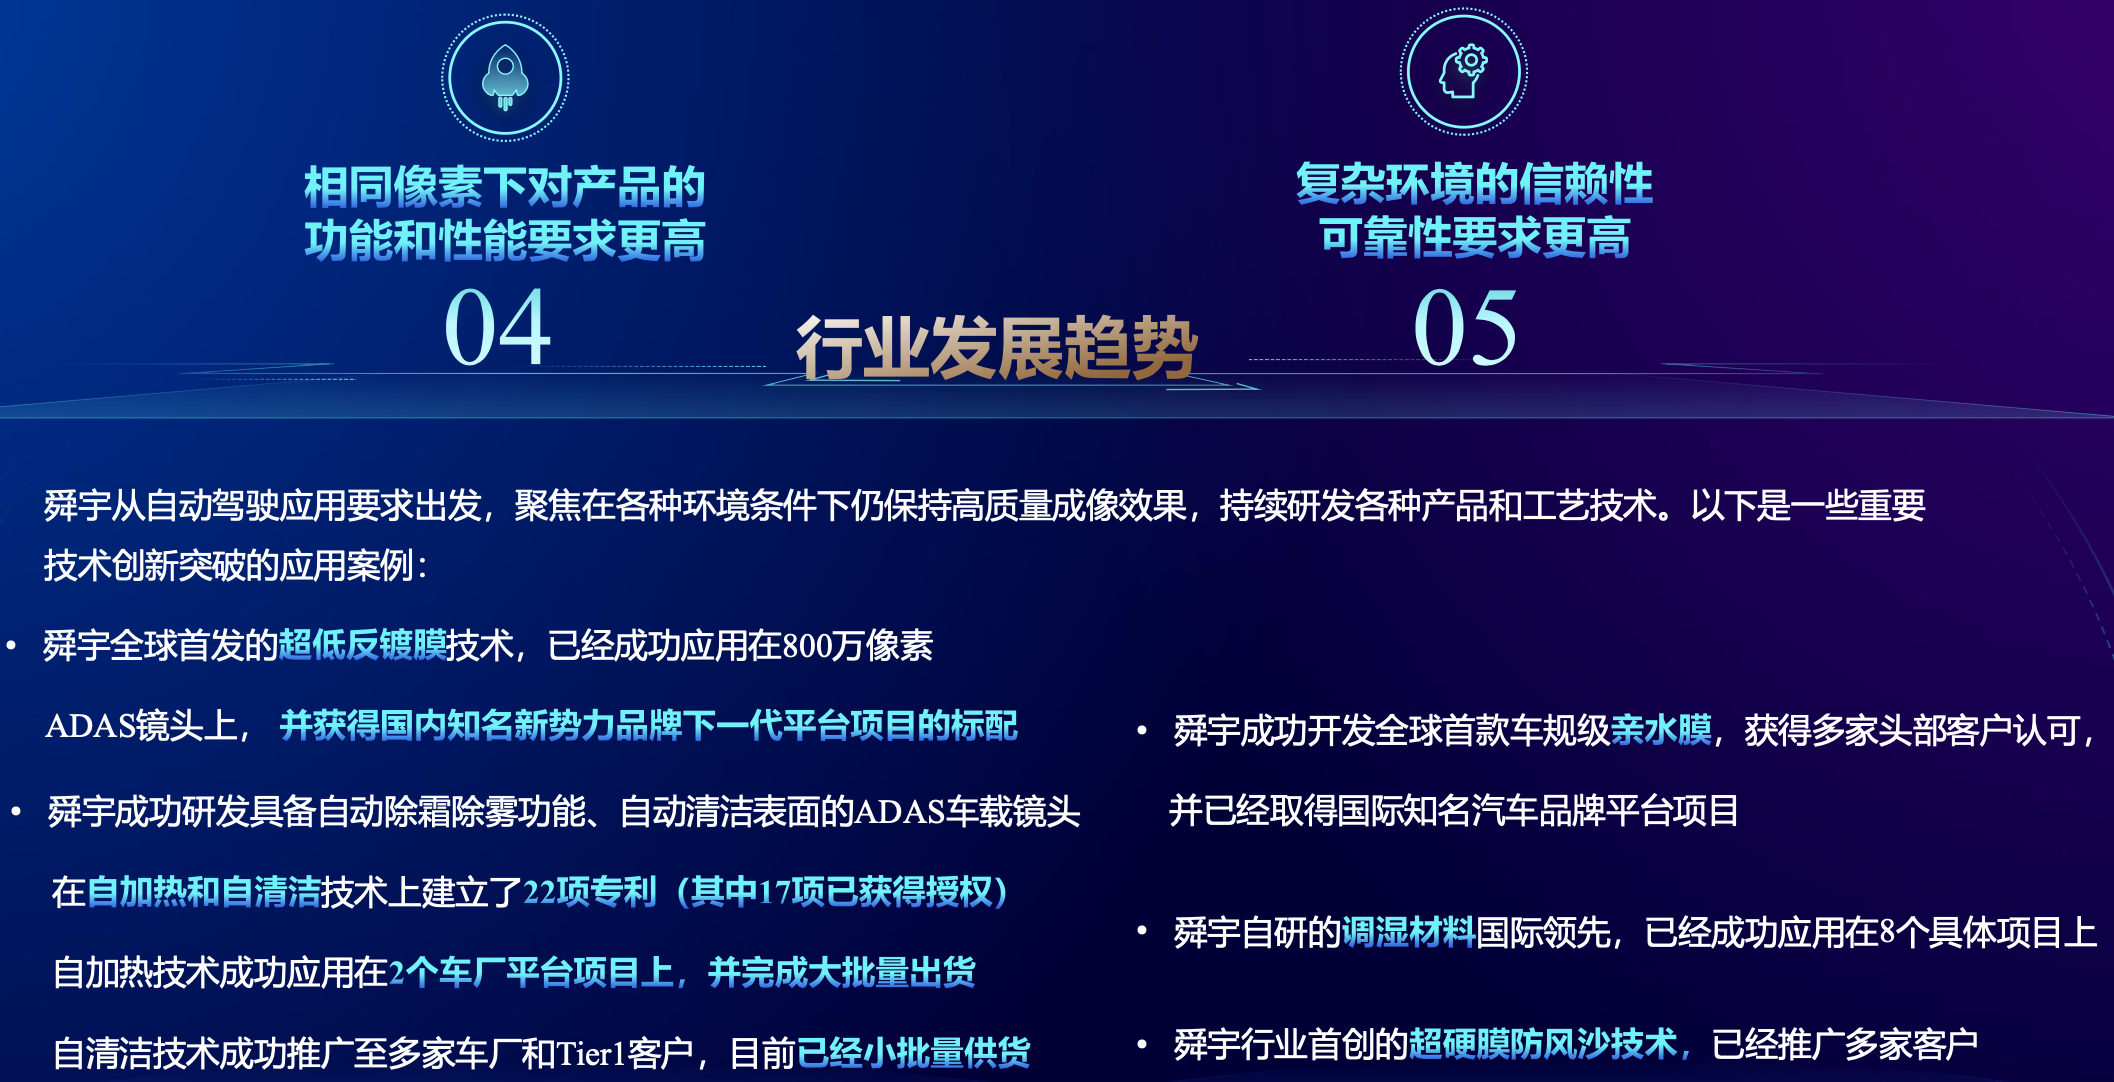 相同像素下对产品的
功能和性能要求更高
04
复杂环境的信赖性
可靠性要求更高
05
行业发展趋势
舜宇从自动驾驶应用要求出发，聚焦在各种环境条件下仍保持高质量成像效果，持续研发各种产品和工艺技术。以下是一些重要
技术创新突破的应用案例：
• 舜宇全球首发的超低反镀膜技术，已经成功应用在800万像素
ADAS镜头上， 并获得国内知名新势力品牌下一代平台项目的标配
• 舜宇成功研发具备自动除霜除雾功能、自动清洁表面的ADAS车载镜头
在自加热和自清洁技术上建立了22项专利（其中17项已获得授权）
自加热技术成功应用在2个车厂平台项目上，并完成大批量出货
自清洁技术成功推广至多家车厂和Tier1客户，目前已经小批量供货
• 舜宇成功开发全球首款车规级亲水膜，获得多家头部客户认可，
并已经取得国际知名汽车品牌平台项目
• 舜宇自研的调湿材料国际领先，已经成功应用在8个具体项目上
• 舜宇行业首创的超硬膜防风沙技术，已经推广多家客户